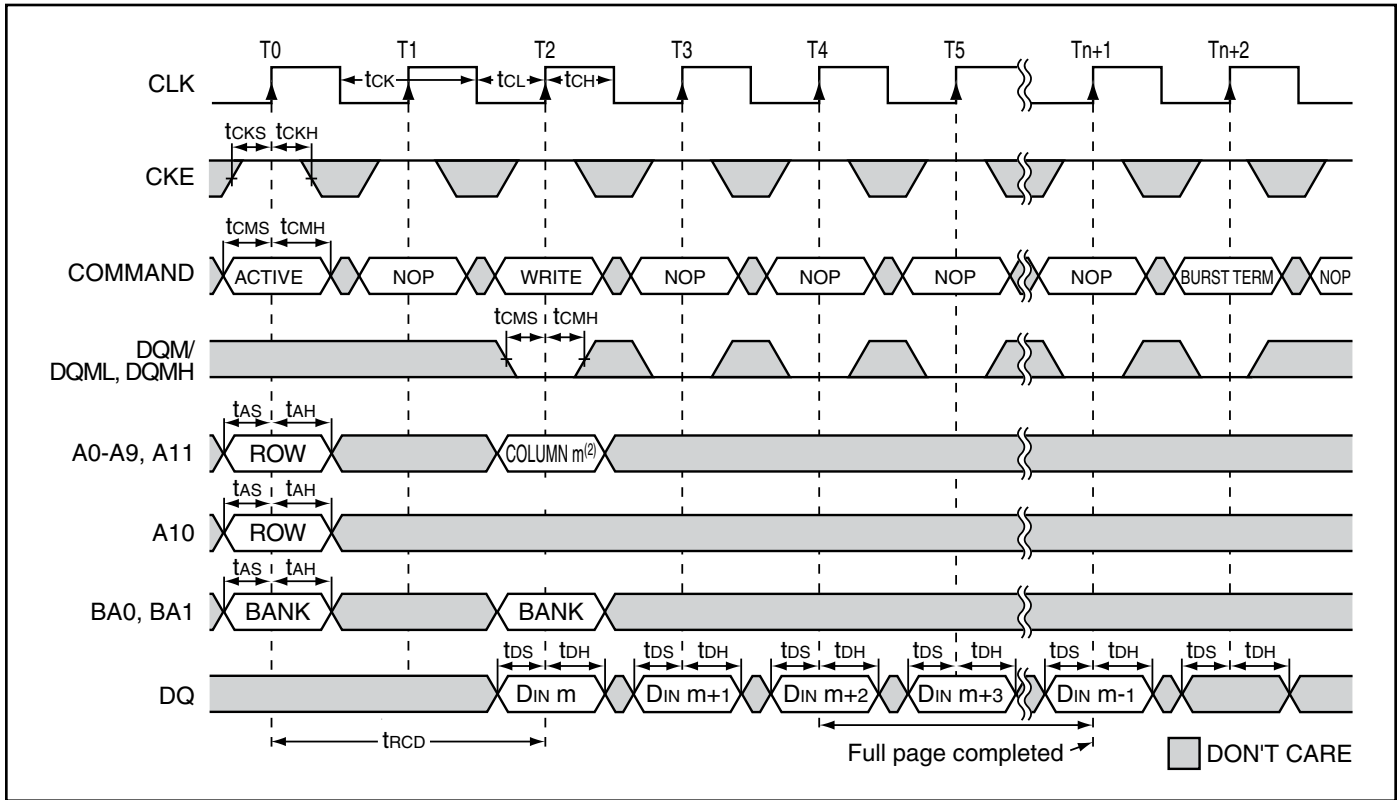 T0 T1 T2 T3 T4 T5 Tn+1 Tn+2
CLK tCK tCL tCH
tCKS tCKH
CKE
tCMS tCMH
COMMAND ACTIVE NOP WRITE NOP NOP NOP NOP BURST TERM NOP
tCMS tCMH
DQM/
DQML, DQMH
tAS tAH
A0-A9, A11 ROW COLUMN m(2)
tAS tAH
A10 ROW
tAS tAH
BA0, BA1 BANK BANK
tDS tDH tDS tDH tDS tDH tDS tDH tDS tDH tDS tDH
DQ DIN m DIN m+1 DIN m+2 DIN m+3 DIN m-1
tRCD
Full page completed
DON'T CARE